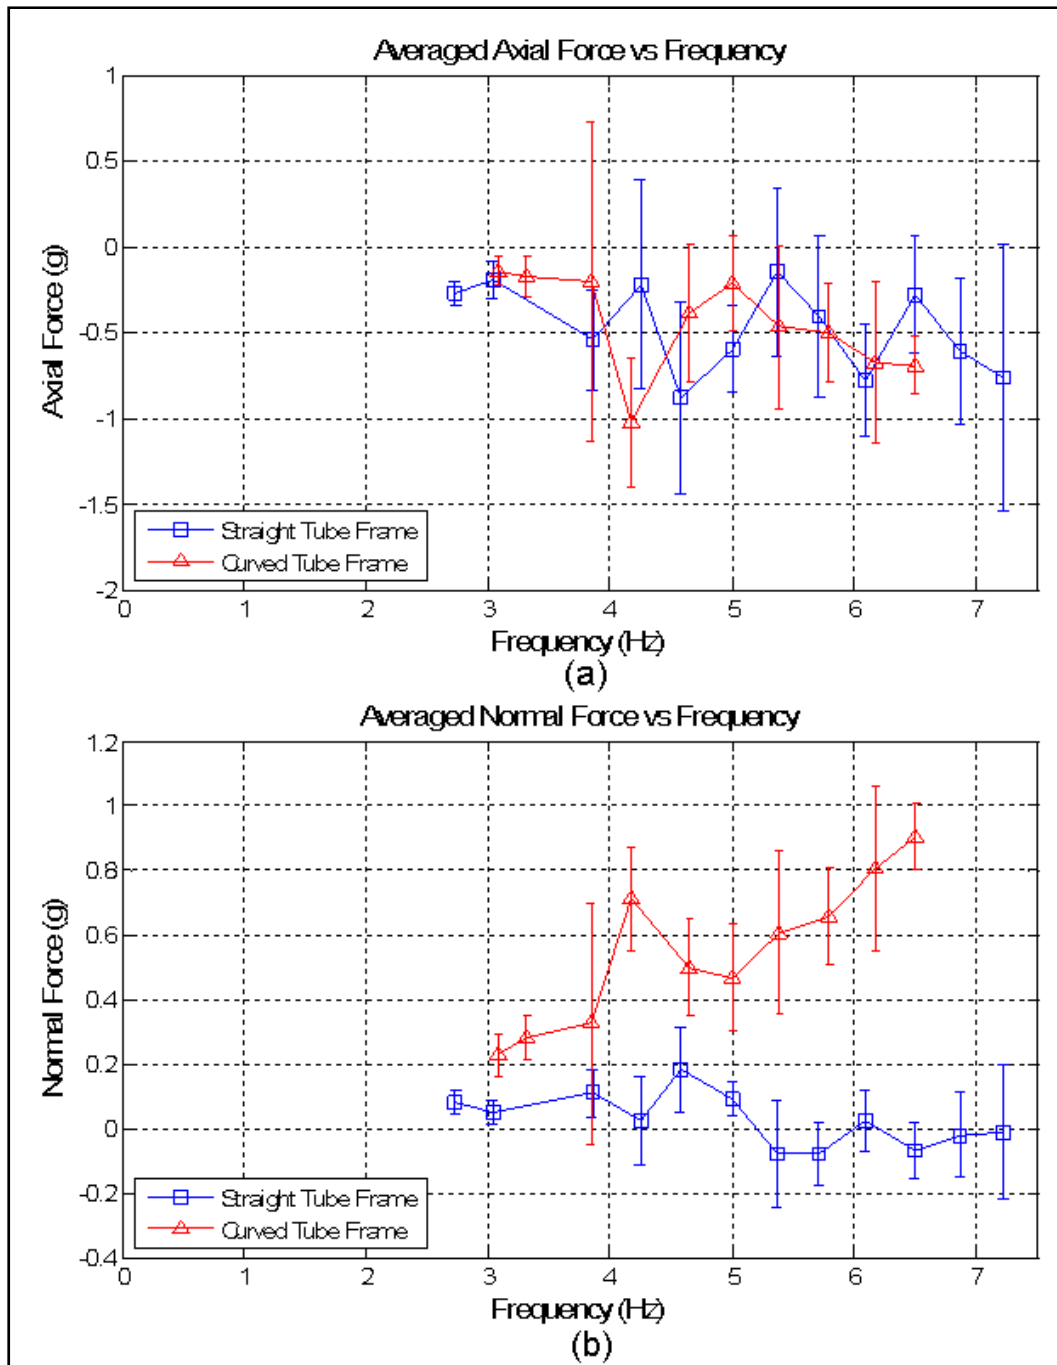 Averaged Axial Force vs Frequency
1
0.5
0
-0.5
-1
-1.5
-2
Axial Force (g)
Straight Tube Frame
Curved Tube Frame
0 1 2 3 4 5 6 7
Frequency (Hz)
(a)
Averaged Normal Force vs Frequency
1.2
1
0.8
0.6
0.4
0.2
0
-0.2
-0.4
Normal Force (g)
Straight Tube Frame
Curved Tube Frame
0 1 2 3 4 5 6 7
Frequency (Hz)
(b)